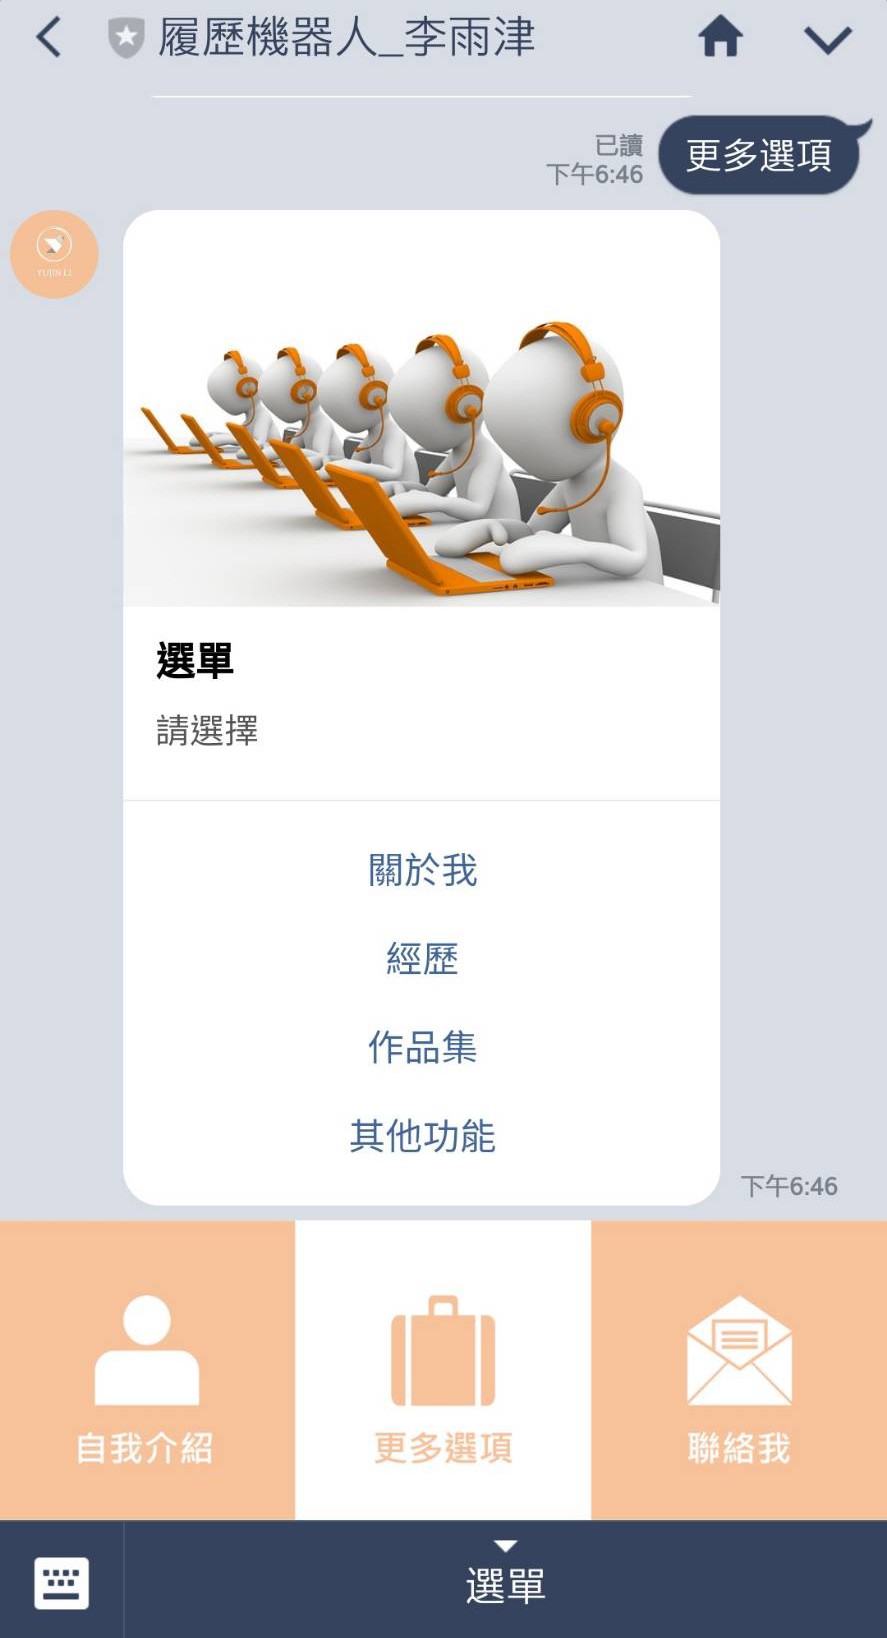 履歷機器人_李雨津
已讀
下午6:46
更多選項
YUJIN LI
選單
請選擇
關於我
經歷
作品集
其他功能
下午6:46
自我介紹
更多選項
聯絡我
選單